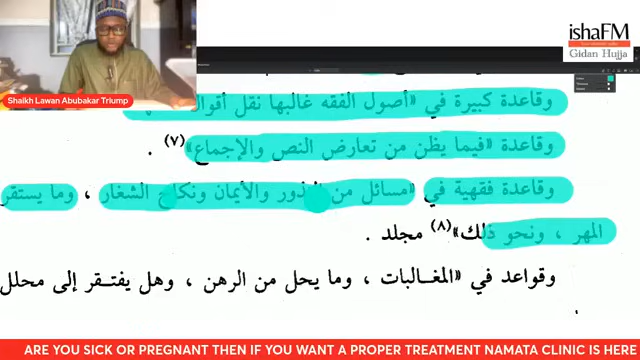 ishaFM
Gidan Hujja
Shaikh Lawan Abubakar Triump
وقاعدة كبيرة في «أصول الفقه غالبها نقل
وقاعدة «فيما يظن من تعارض النص والإجماع» (٧) .
وقاعدة فقهية في «مسائل من النذور والأيمان ونكاح الشغار ، وما يستقر
المهر ، ونحو ذلك» (٨) مجلد .
وقواعد في «المغالبات ، وما يحل من الرهن ، وهل يفتقر إلى محلل
ARE YOU SICK OR PREGNANT THEN IF YOU WANT A PROPER TREATMENT NAMATA CLINIC IS HERE